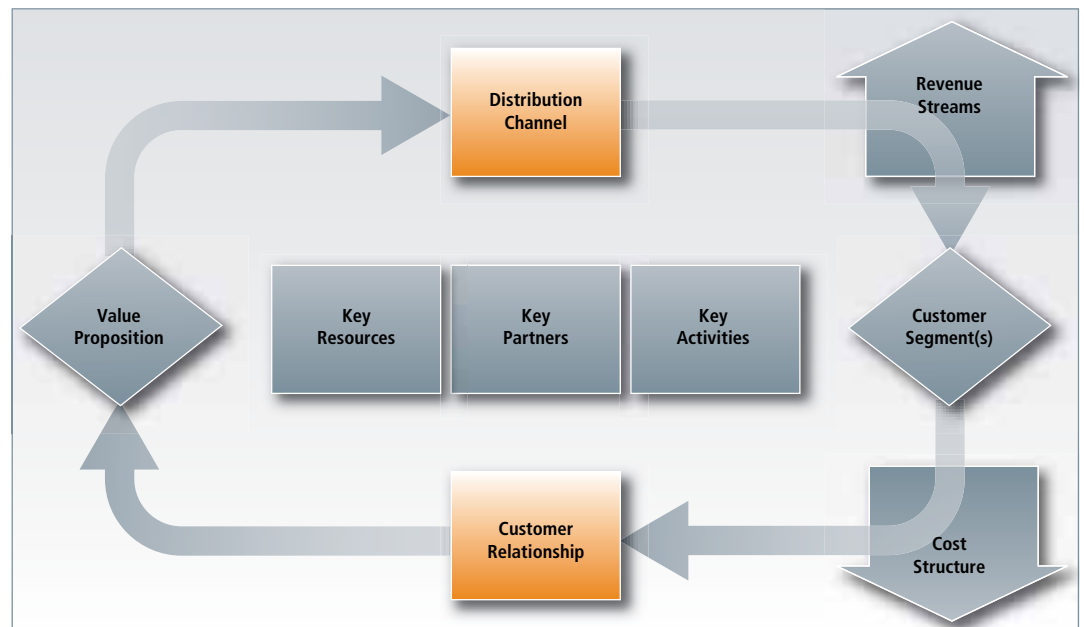 Distribution
Channel
Revenue
Streams
Value
Proposition
Key
Resources
Key
Partners
Key
Activities
Customer
Segment(s)
Customer
Relationship
Cost
Structure